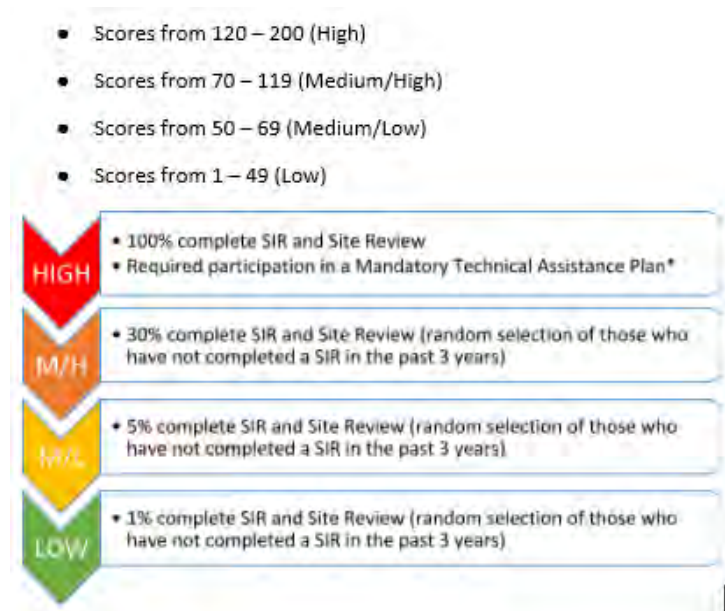 ● Scores from 120 – 200 (High)
● Scores from 70 – 119 (Medium/High)
● Scores from 50 – 69 (Medium/Low)
● Scores from 1 – 49 (Low)
HIGH
• 100% complete SIR and Site Review
• Required participation in a Mandatory Technical Assistance Plan*
M/H
• 30% complete SIR and Site Review (random selection of those who
have not completed a SIR in the past 3 years)
M/L
• 5% complete SIR and Site Review (random selection of those who
have not completed a SIR in the past 3 years)
LOW
• 1% complete SIR and Site Review (random selection of those who
have not completed a SIR in the past 3 years)